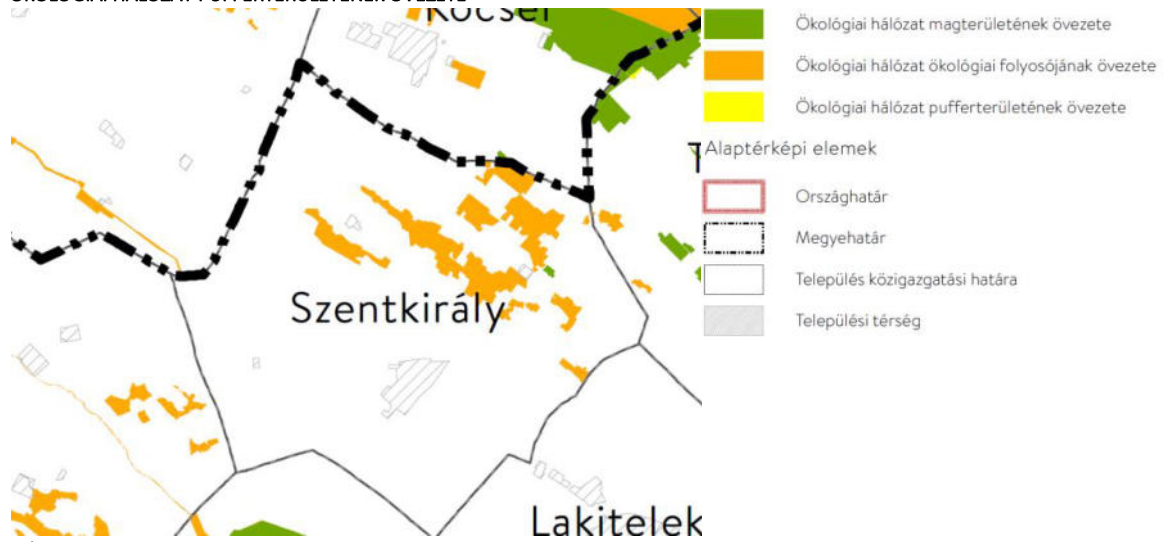 Ökológiai hálózat magterületének övezete
Ökológiai hálózat ökológiai folyosójának övezete
Ökológiai hálózat pufferterületének övezete
Alaptérképi elemek
Országhatár
Megyehatár
Település közigazgatási határa
Települési térség
Szentkirály
Lakitelek